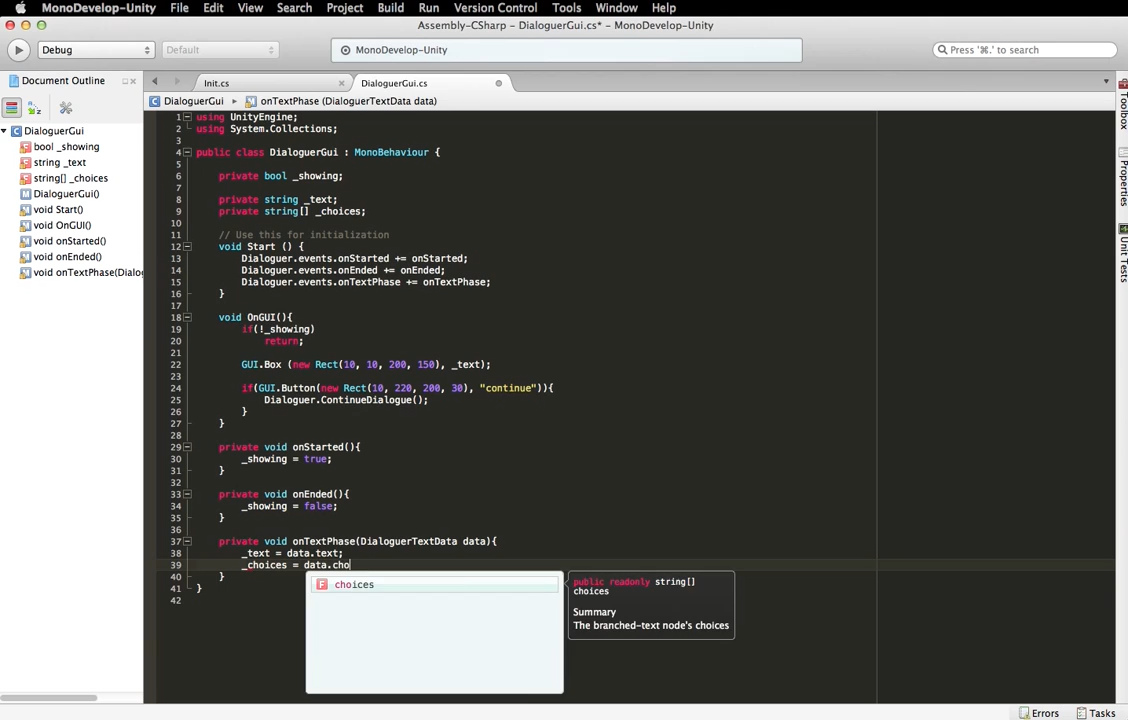 MonoDevelop-Unity File Edit View Search Project Build Run Version Control Tools Window Help
Assembly-CSharp - DialoguerGui.cs* - MonoDevelop-Unity
Debug Default MonoDevelop-Unity Press '⌘.' to search
Document Outline
Init.cs
DialoguerGui.cs
DialoguerGui onTextPhase (DialoguerTextData data)
DialoguerGui
bool _showing
string _text
string[] _choices
DialoguerGui()
void Start()
void OnGUI()
void onStarted()
void onEnded()
void onTextPhase(Dialog
1 using UnityEngine;
2 using System.Collections;
3
4 public class DialoguerGui : MonoBehaviour {
5
6 private bool _showing;
7
8 private string _text;
9 private string[] _choices;
10
11 // Use this for initialization
12 void Start () {
13 Dialoguer.events.onStarted += onStarted;
14 Dialoguer.events.onEnded += onEnded;
15 Dialoguer.events.onTextPhase += onTextPhase;
16 }
17
18 void OnGUI(){
19 if(!_showing)
20 return;
21
22 GUI.Box (new Rect(10, 10, 200, 150), _text);
23
24 if(GUI.Button(new Rect(10, 220, 200, 30), "continue")){
25 Dialoguer.ContinueDialogue();
26 }
27 }
28
29 private void onStarted(){
30 _showing = true;
31 }
32
33 private void onEnded(){
34 _showing = false;
35 }
36
37 private void onTextPhase(DialoguerTextData data){
38 _text = data.text;
39 _choices = data.cho
40 }
41 }
42
choices
public readonly string[]
choices
Summary
The branched-text node's choices
Toolbox
Properties
Unit Tests
Errors Tasks